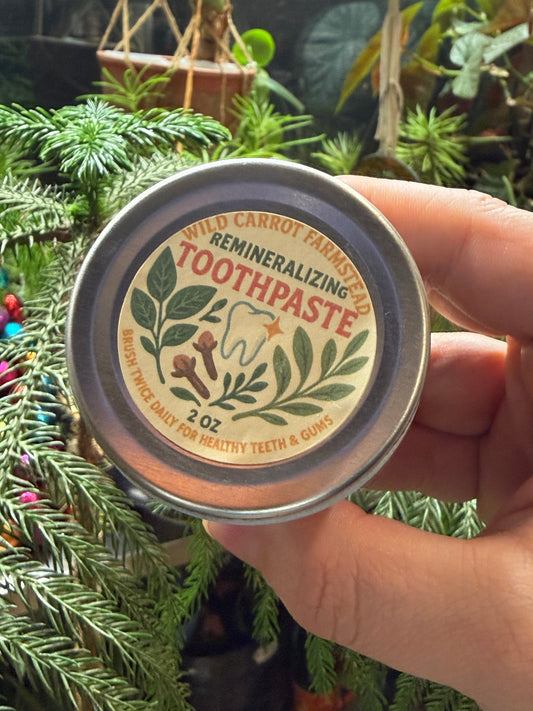 WILD CARROT FARMSTEAD
REMINERALIZING
TOOTHPASTE
2 OZ
BRUSH TWICE DAILY FOR HEALTHY TEETH & GUMS